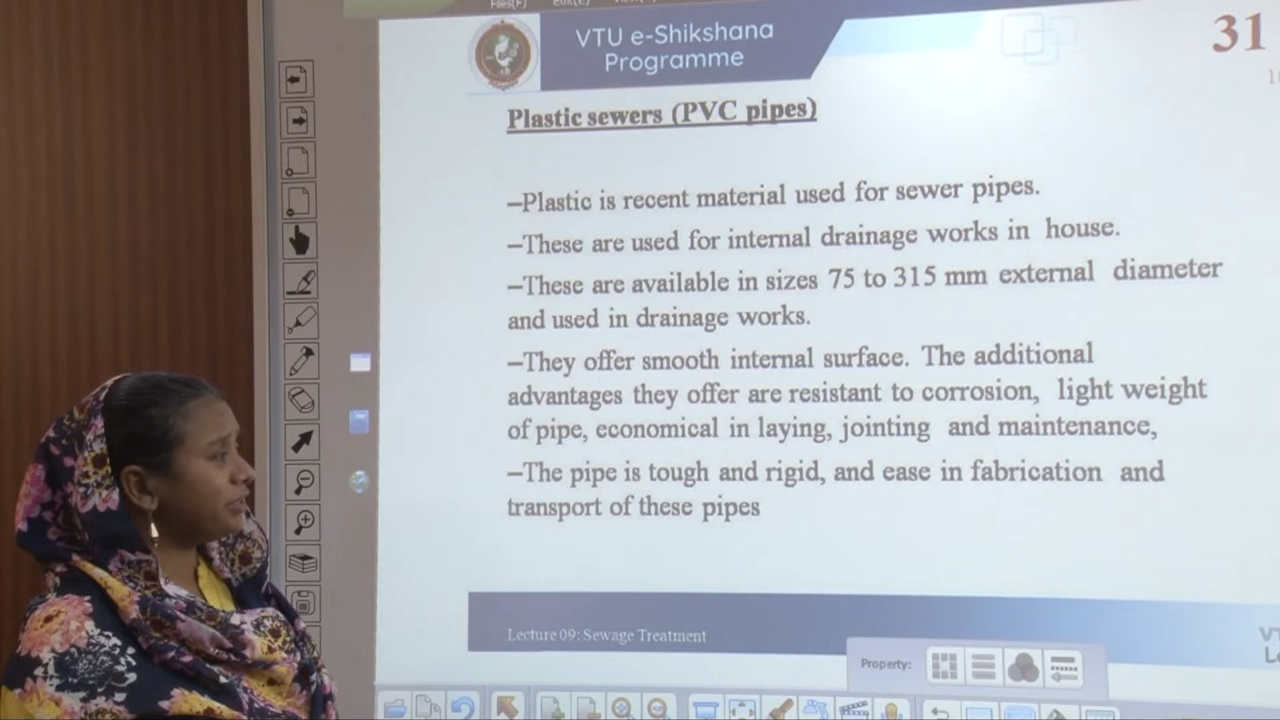 Files(F) Edit(E)
VTU e-Shikshana
Programme
31
Plastic sewers (PVC pipes)
–Plastic is recent material used for sewer pipes.
–These are used for internal drainage works in house.
–These are available in sizes 75 to 315 mm external diameter
and used in drainage works.
–They offer smooth internal surface. The additional
advantages they offer are resistant to corrosion, light weight
of pipe, economical in laying, jointing and maintenance,
–The pipe is tough and rigid, and ease in fabrication and
transport of these pipes
Lecture 09: Sewage Treatment
Property: